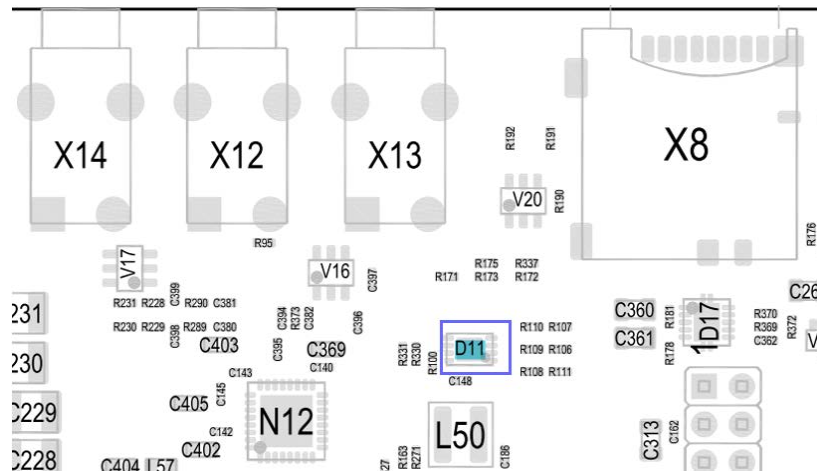 X14 X12 X13 X8
R192 R191
V20 R190
R176
R95
V17 V16 C397
R171 R175 R337
R173 R172
R231 R228 C399 R290 C381
C394 R373 C382 C396
R230 R229 C398 R289 C380
231
C403 C395 C369
C140
R331 R330 R100 D11
C148
R110 R107
R109 R106
R108 R111
C360 R181
C361 R178
1 D17
R370
R369
C362
R372
C26
V
230
C143
C405 C145
C142
C402
N12
L50
C229
C228
C404 L57
27 R163 R271 C186
C313 C162